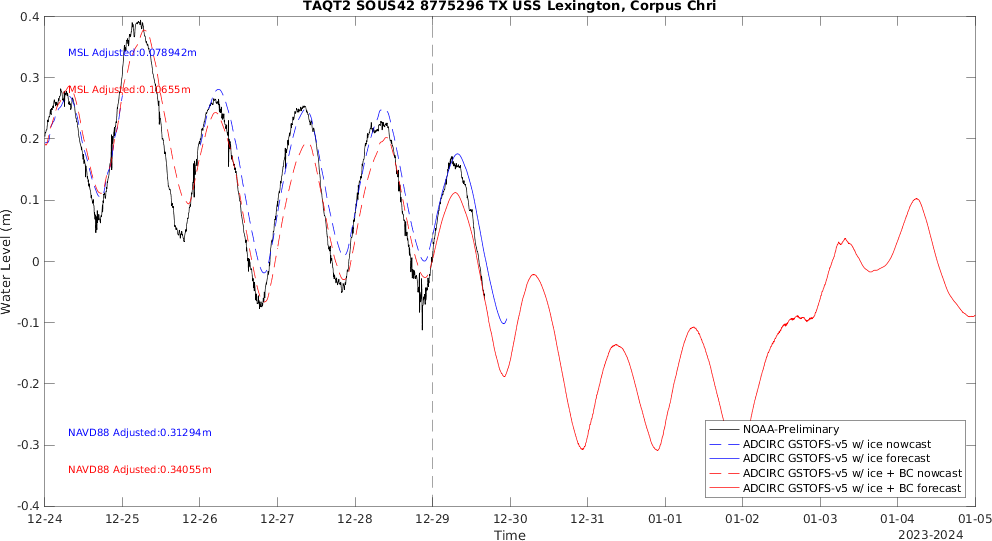 TAQT2 SOUS42 8775296 TX USS Lexington, Corpus Chri
0.4
0.3
0.2
0.1
0
-0.1
-0.2
-0.3
-0.4
Water Level (m)
MSL Adjusted:0.078942m
MSL Adjusted:0.10655m
NAVD88 Adjusted:0.31294m
NAVD88 Adjusted:0.34055m
NOAA-Preliminary
ADCIRC GSTOFS-v5 w/ ice nowcast
ADCIRC GSTOFS-v5 w/ ice forecast
ADCIRC GSTOFS-v5 w/ ice + BC nowcast
ADCIRC GSTOFS-v5 w/ ice + BC forecast
12-24 12-25 12-26 12-27 12-28 12-29 12-30 12-31 01-01 01-02 01-03 01-04 01-05
Time
2023-2024